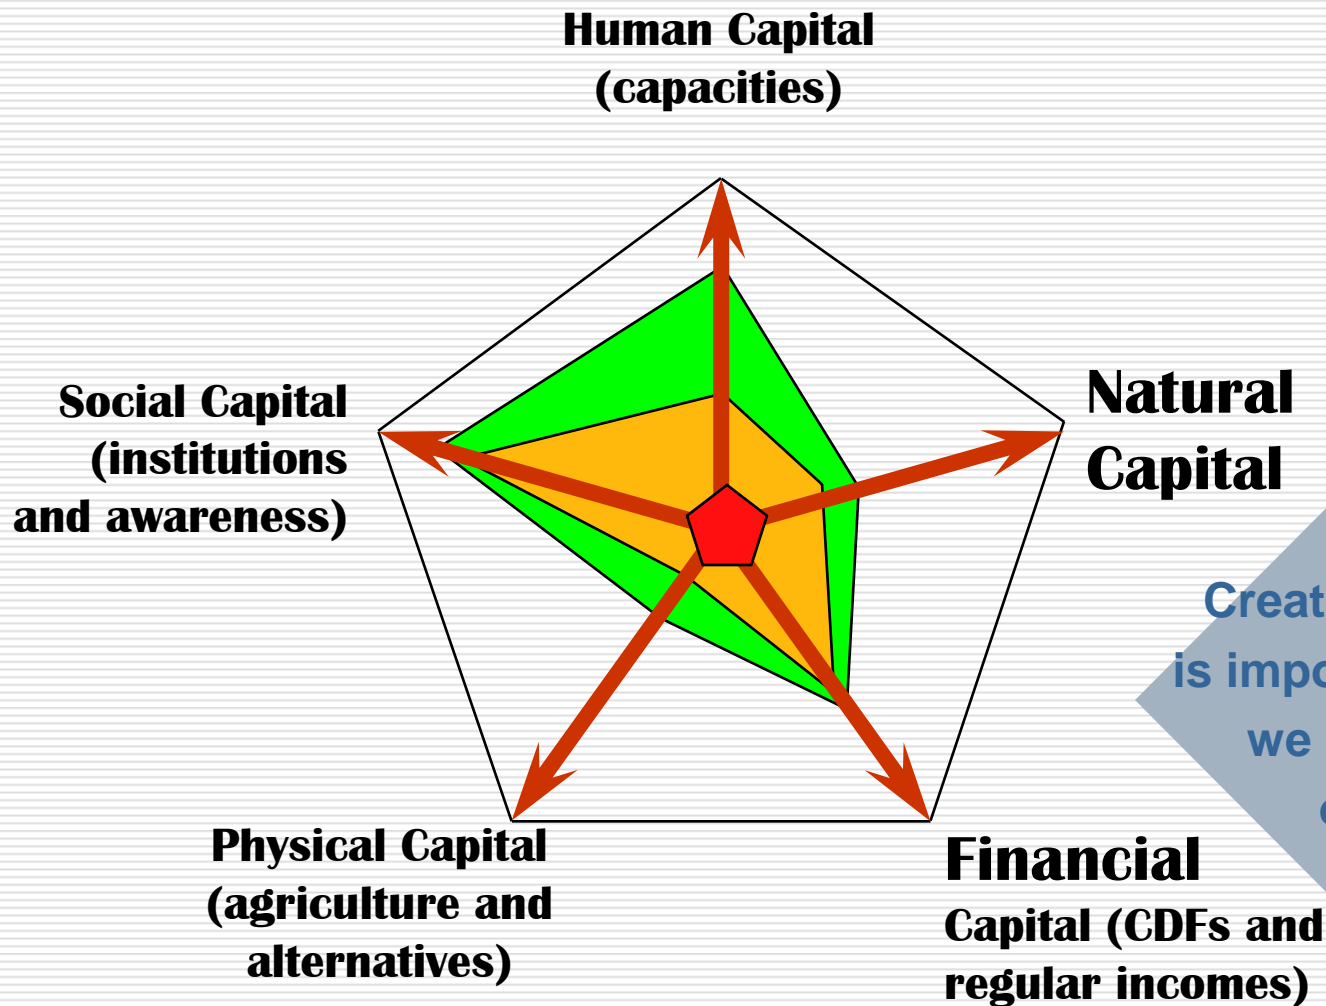 Human Capital
(capacities)
Social Capital
(institutions
and awareness)
Natural
Capital
is
we
Physical Capital
(agriculture and
alternatives)
Financial
Capital (CDFs and
regular incomes)